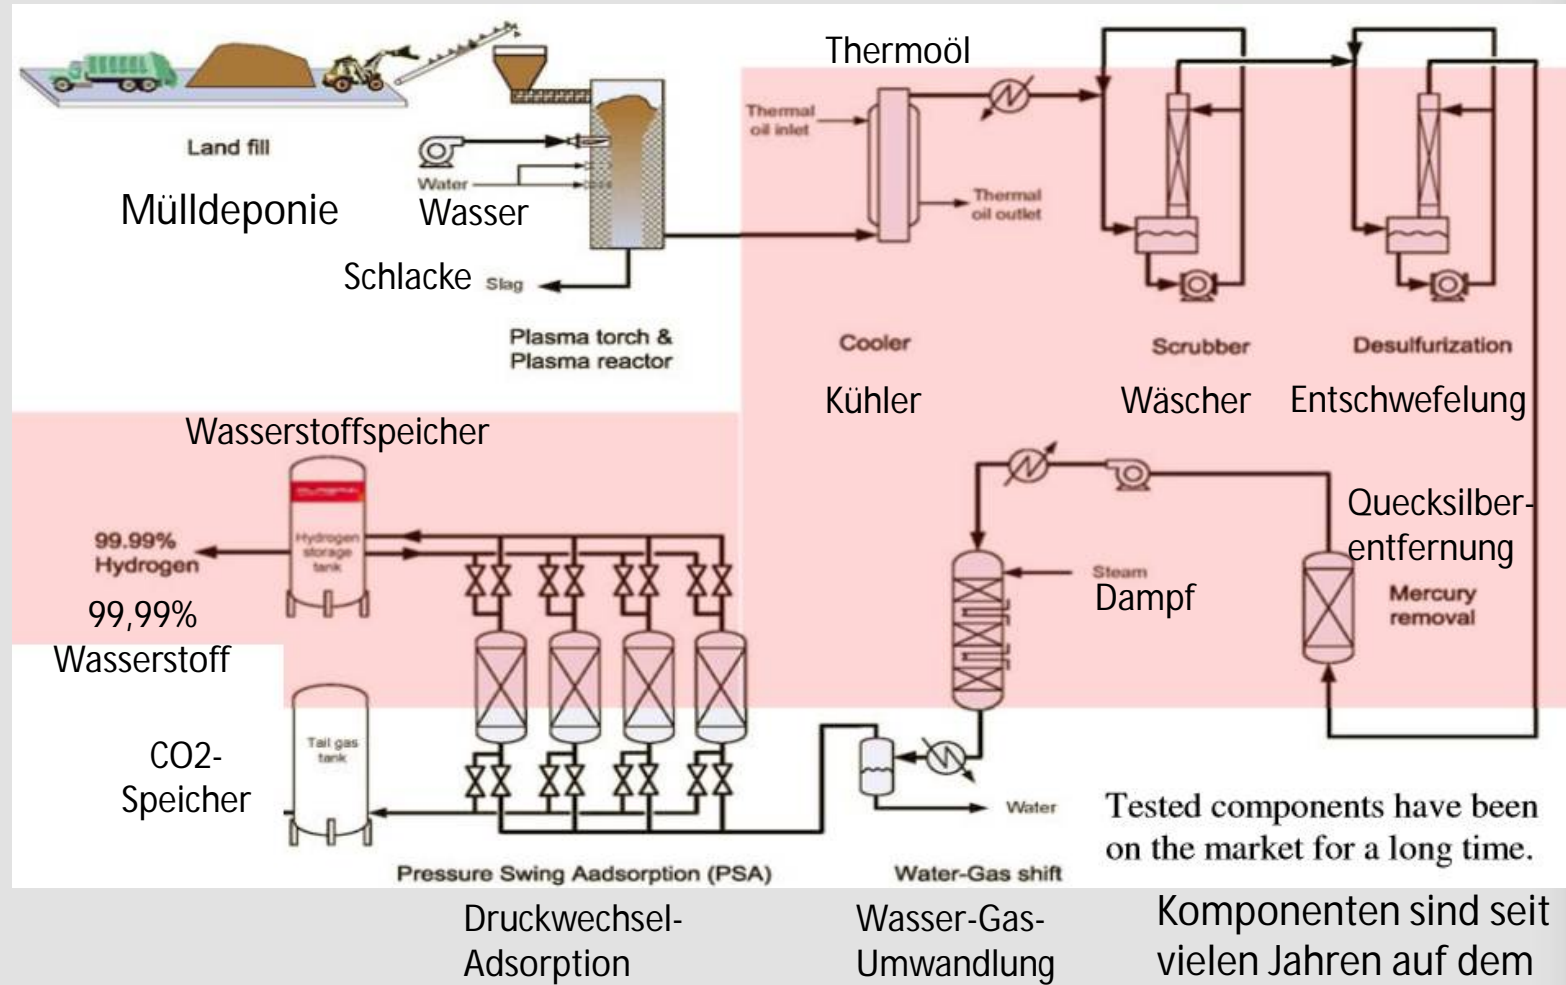 Thermoöl
Thermal
oil inlet
Land fill
Mülldeponie
Water
Wasser
Thermal
oil outlet
Schlacke
Slag
Plasma torch &
Plasma reactor
Cooler
Scrubber
Desulfurization
Kühler
Wäscher
Entschwefelung
Wasserstoffspeicher
Quecksilber-
entfernung
99.99%
Hydrogen
Hydrogen
storage
tank
Steam
Dampf
Mercury
removal
99,99%
Wasserstoff
CO2-
Speicher
Tail gas
tank
Water
Tested components have been
on the market for a long time.
Pressure Swing Aadsorption (PSA)
Water-Gas shift
Druckwechsel-
Adsorption
Wasser-Gas-
Umwandlung
Komponenten sind seit
vielen Jahren auf dem